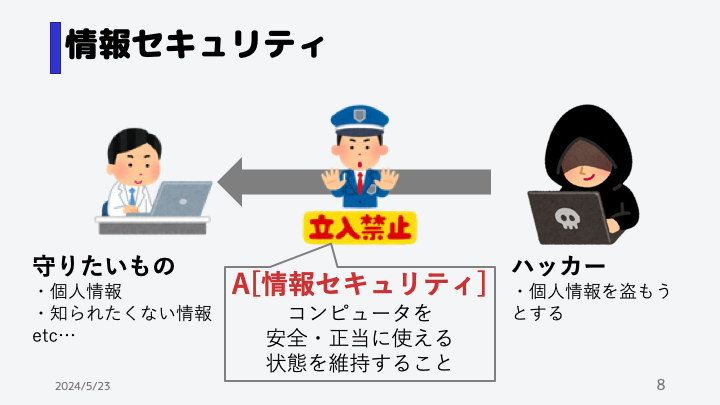 情報セキュリティ
立入禁止
守りたいもの
・個人情報
・知られたくない情報
etc…
A[情報セキュリティ]
コンピュータを
安全・正当に使える
状態を維持すること
ハッカー
・個人情報を盗もう
とする
2024/5/23
8